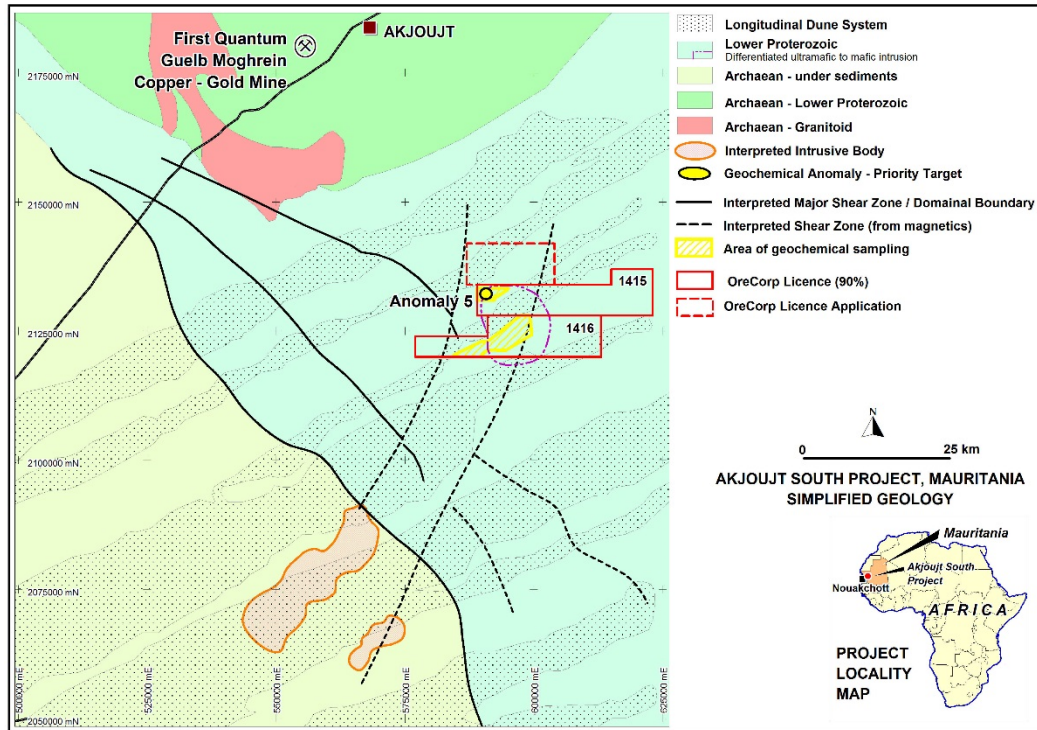 AKJOUJT
First Quantum
Guelb Moghrein
Copper - Gold Mine
2175000 mN
2150000 mN
2125000 mN
2100000 mN
2075000 mN
2050000 mN
Anomaly 5
1415
1416
500000 mE
525000 mE
550000 mE
575000 mE
600000 mE
625
Longitudinal Dune System
Lower Proterozoic
Differentiated ultramafic to mafic intrusion
Archaean - under sediments
Archaean - Lower Proterozoic
Archaean - Granitoid
Interpreted Intrusive Body
Geochemical Anomaly - Priority Target
Interpreted Major Shear Zone / Domainal Boundary
Interpreted Shear Zone (from magnetics)
Area of geochemical sampling
OreCorp Licence (90%)
OreCorp Licence Application
N
0 25 km
AKJOUJT SOUTH PROJECT, MAURITANIA
SIMPLIFIED GEOLOGY
Mauritania
Akjoujt South
Project
Nouakchott
AFRICA
PROJECT
LOCALITY
MAP